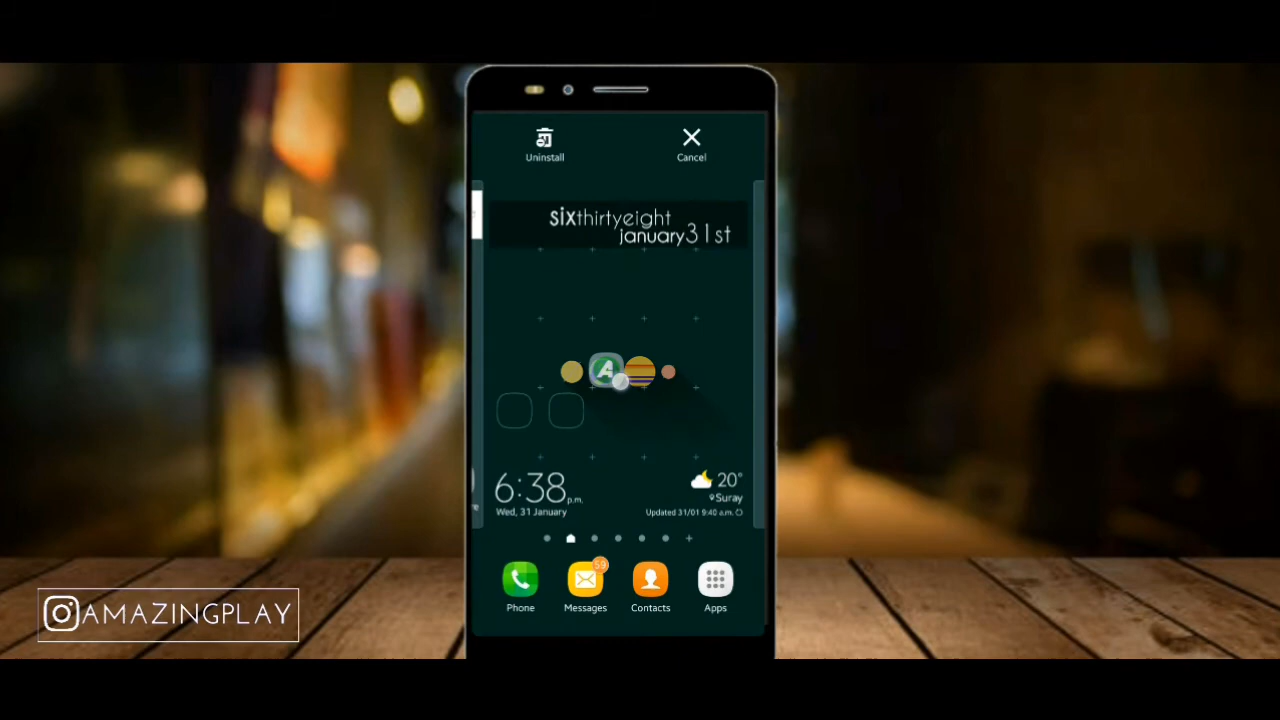 Uninstall
Cancel
sixthirtyeight
january31st
A
6:38 p.m.
Wed, 31 January
20°
Suray
Updated 31/01 9:40 a.m.
59
Phone
Messages
Contacts
Apps
AMAZINGPLAY